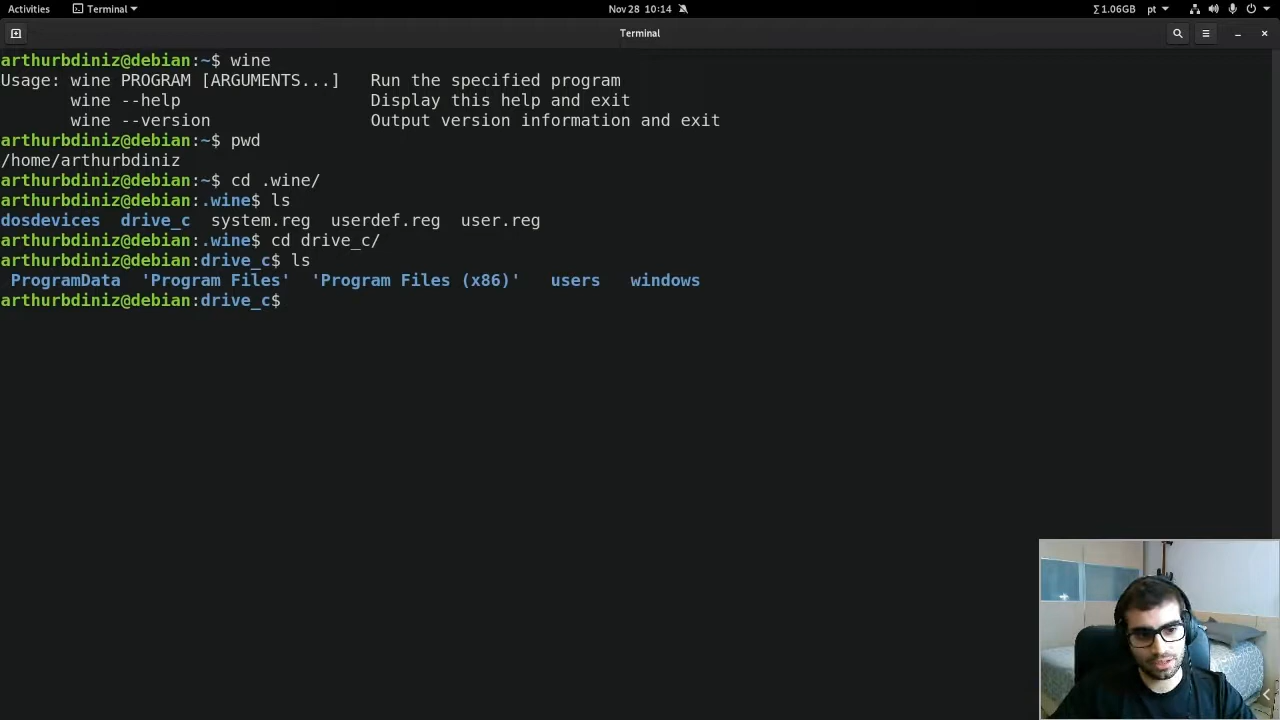 Activities Terminal Nov 28 10:14 Σ 1.06GB pt
Terminal
arthurbdiniz@debian:~$ wine
Usage: wine PROGRAM [ARGUMENTS...]   Run the specified program
       wine --help                   Display this help and exit
       wine --version                Output version information and exit
arthurbdiniz@debian:~$ pwd
/home/arthurbdiniz
arthurbdiniz@debian:~$ cd .wine/
arthurbdiniz@debian:.wine$ ls
dosdevices  drive_c  system.reg  userdef.reg  user.reg
arthurbdiniz@debian:.wine$ cd drive_c/
arthurbdiniz@debian:drive_c$ ls
 ProgramData  'Program Files'  'Program Files (x86)'   users   windows
arthurbdiniz@debian:drive_c$